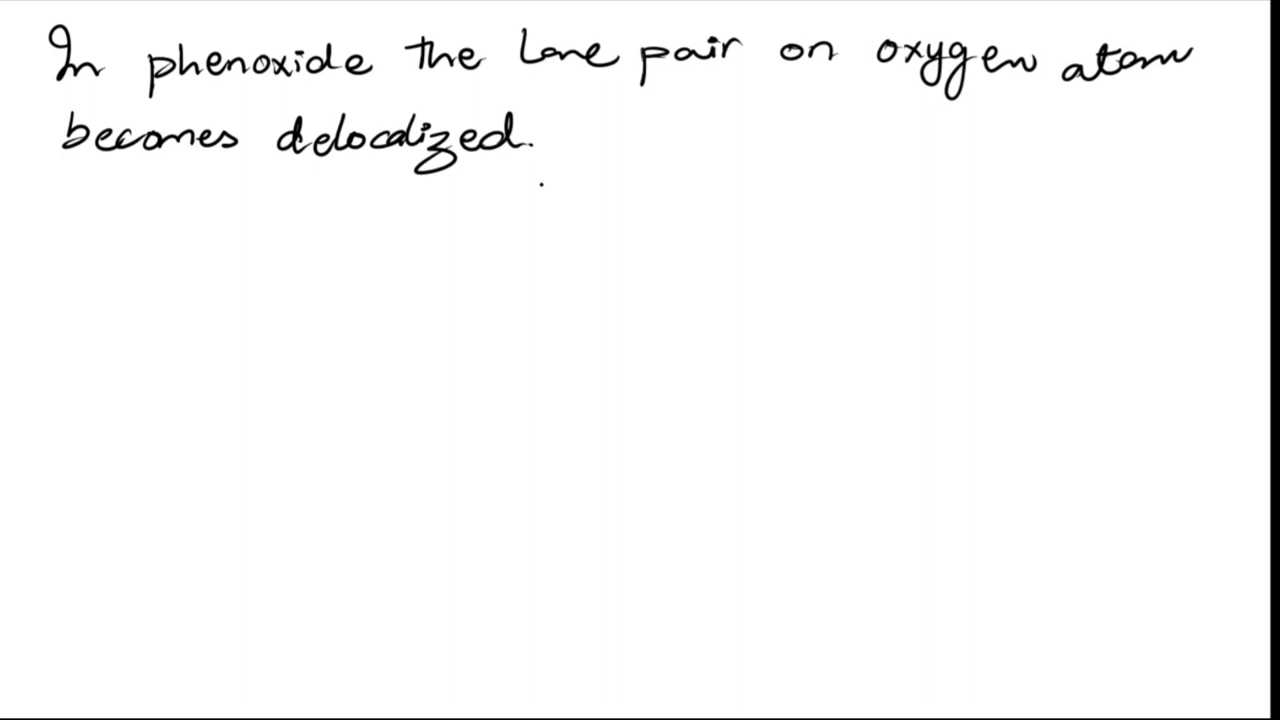 In phenoxide the lone pair on oxygen atom
becomes delocalized.